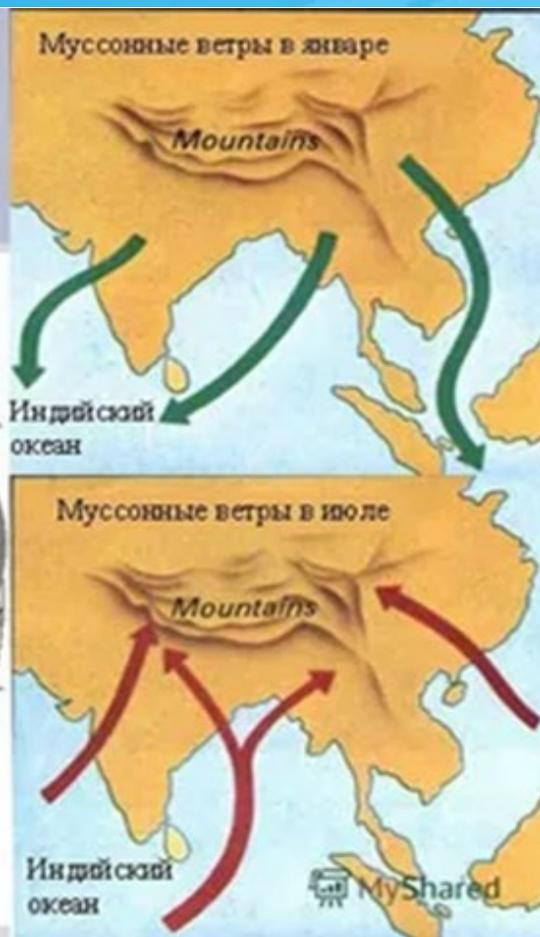 Муссонные ветры в январе
Mountains
Индийский
океан
Муссонные ветры в июле
Mountains
Индийский
океан
MyShared